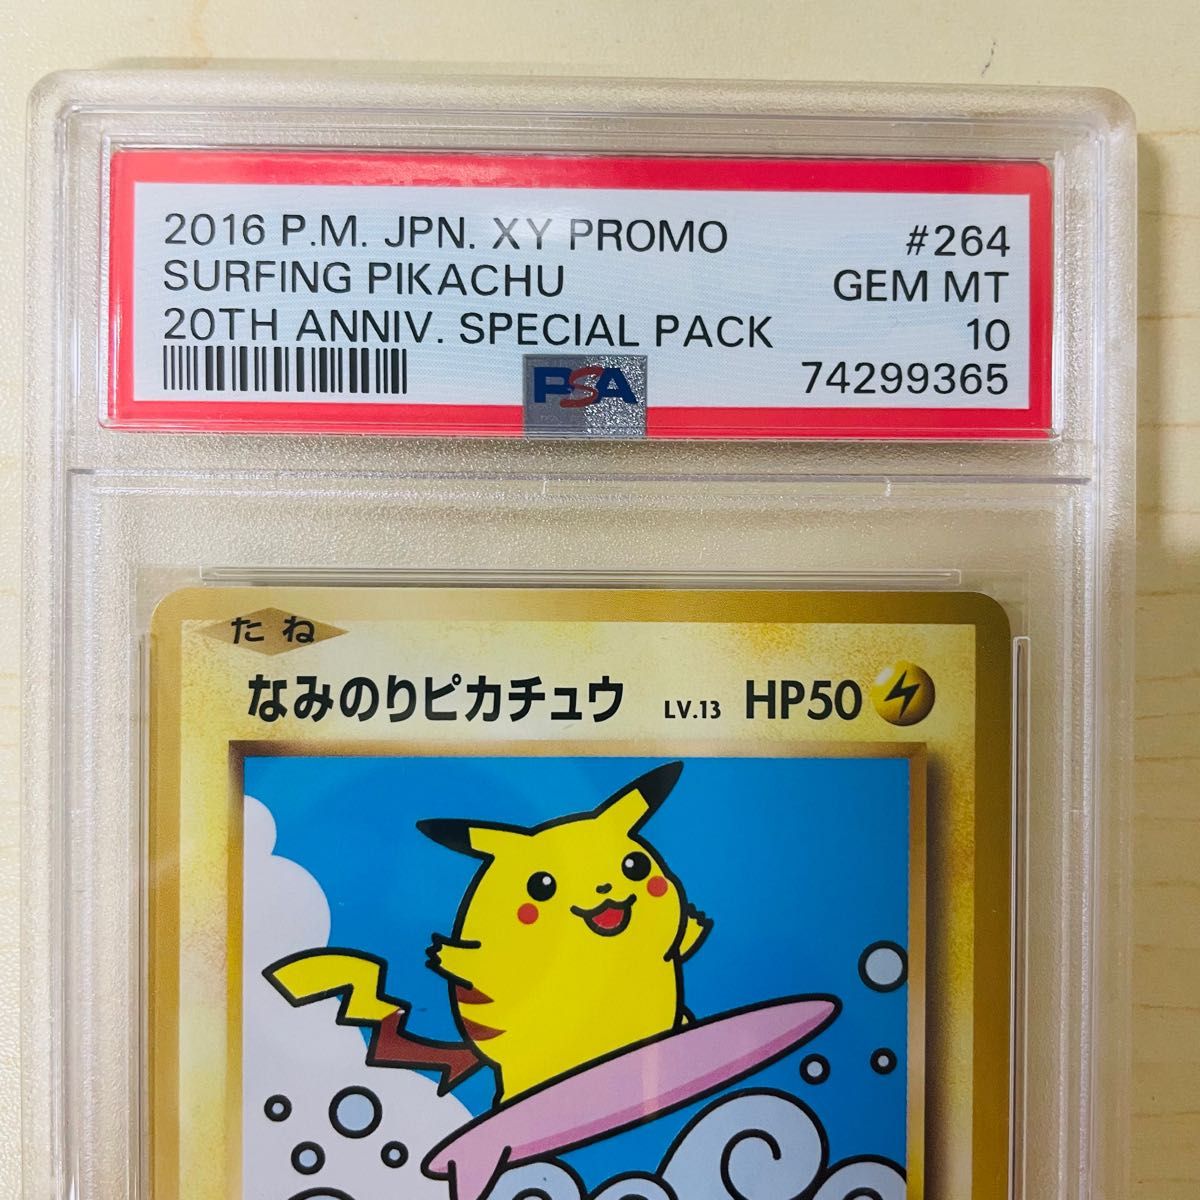 2016 P.M. JPN. XY PROMO #264
SURFING PIKACHU GEM MT
20TH ANNIV. SPECIAL PACK 10
PSA 74299365
たね
なみのりピカチュウ LV.13 HP50